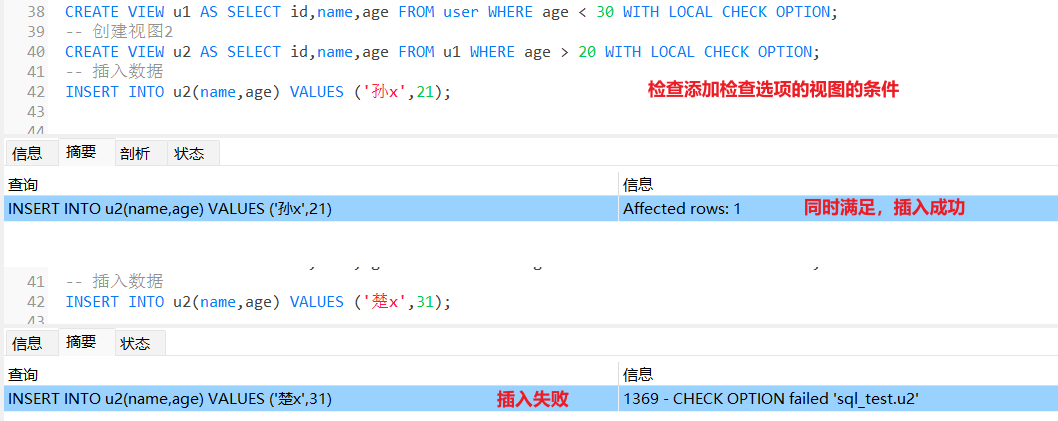 38 CREATE VIEW u1 AS SELECT id,name,age FROM user WHERE age < 30 WITH LOCAL CHECK OPTION;
39 -- 创建视图2
40 CREATE VIEW u2 AS SELECT id,name,age FROM u1 WHERE age > 20 WITH LOCAL CHECK OPTION;
41 -- 插入数据
42 INSERT INTO u2(name,age) VALUES ('孙x',21);
检查添加检查选项的视图的条件
43
44
信息 摘要 剖析 状态
查询 信息
INSERT INTO u2(name,age) VALUES ('孙x',21) Affected rows: 1 同时满足，插入成功
41 -- 插入数据
42 INSERT INTO u2(name,age) VALUES ('楚x',31);
43
信息 摘要 状态
查询 信息
INSERT INTO u2(name,age) VALUES ('楚x',31) 插入失败 1369 - CHECK OPTION failed 'sql_test.u2'